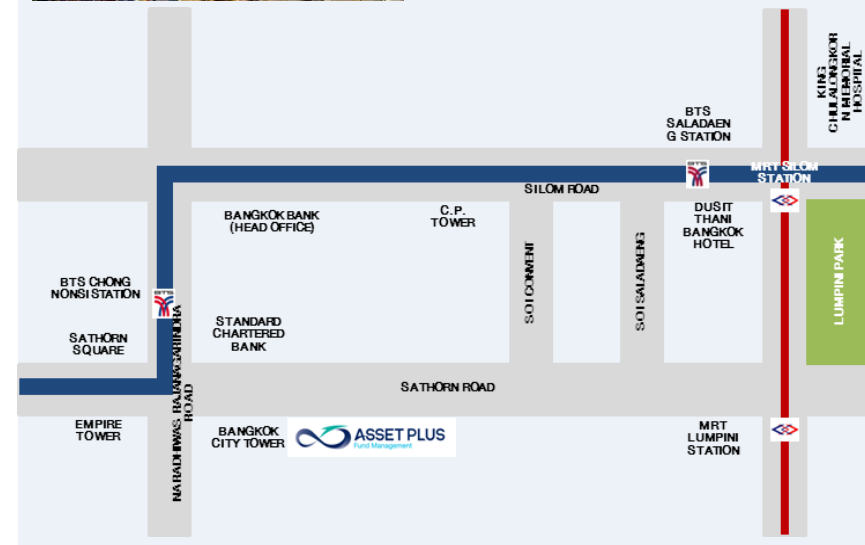 KING
CHULALONGKOR
N MEMORIAL
HOSPITAL
BTS
SALADAEN
G STATION
BTS
MRT SILOM
STATION
SILOM ROAD
BANGKOK BANK
(HEAD OFFICE)
C.P.
TOWER
DUSIT
THANI
BANGKOK
HOTEL
SOI CONVENT
SOI SALADAENG
LUMPINI PARK
BTS CHONG
NONSI STATION
BTS
SATHORN
SQUARE
STANDARD
CHARTERED
BANK
NARADHIWAS RAJANAGARINDRA
ROAD
SATHORN ROAD
EMPIRE
TOWER
BANGKOK
CITY TOWER
ASSET PLUS
Fund Management
MRT
LUMPINI
STATION